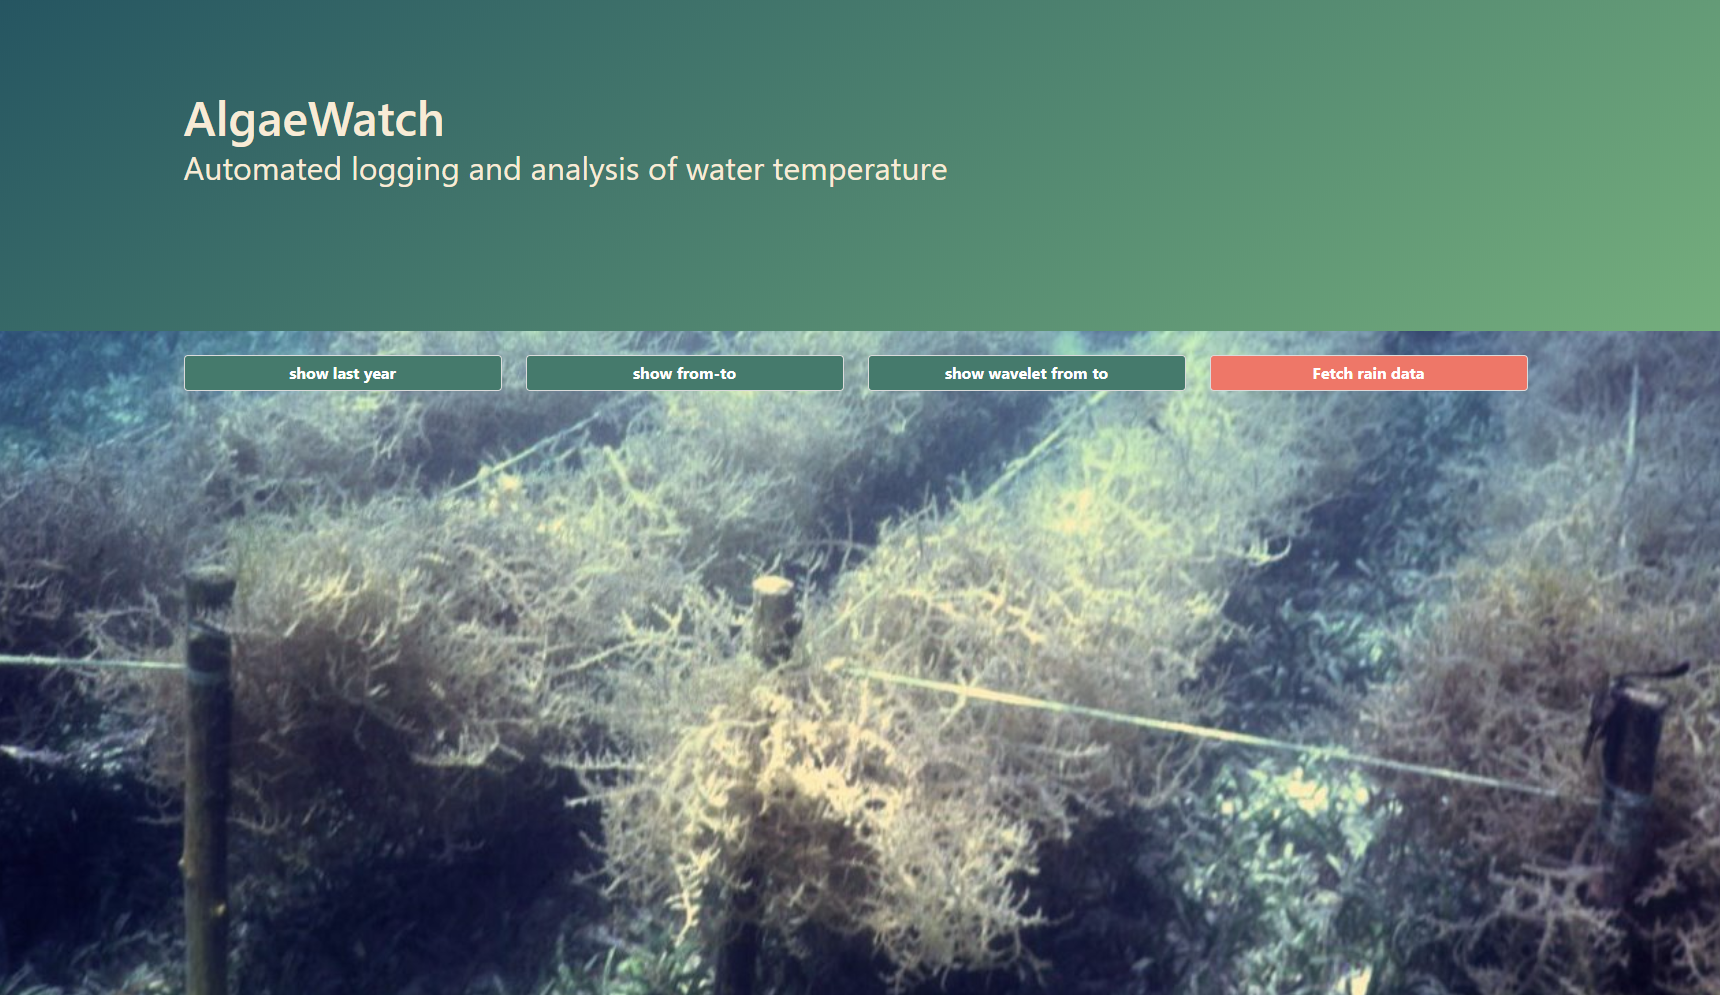 AlgaeWatch
Automated logging and analysis of water temperature
show last year
show from-to
show wavelet from to
Fetch rain data